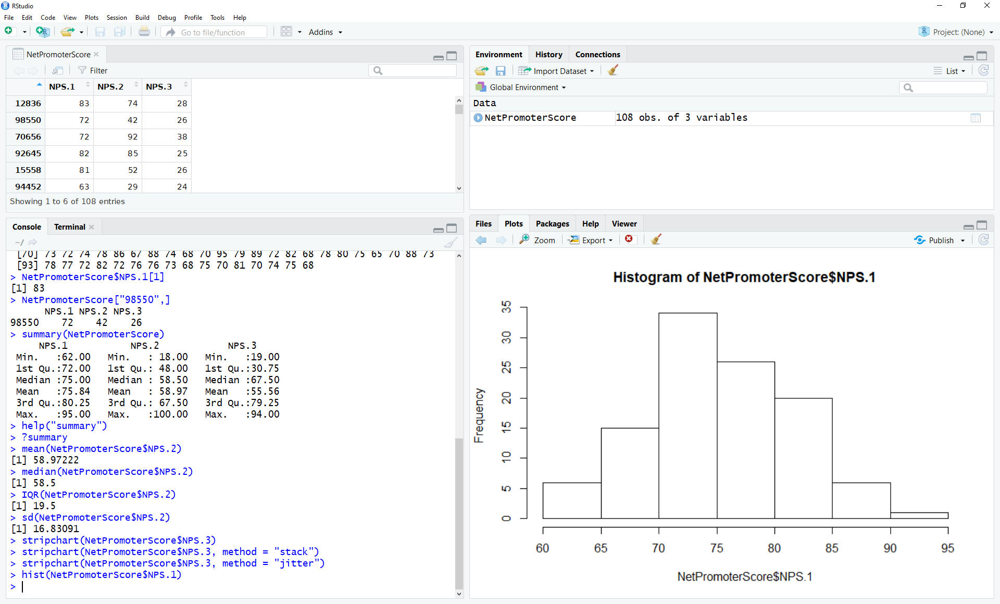 RStudio
File Edit Code View Plots Session Build Debug Profile Tools Help
Go to file/function Addins Project: (None)
NetPromoterScore
Filter
NPS.1 NPS.2 NPS.3
12836 83 74 28
98550 72 42 26
70656 72 92 38
92645 82 85 25
15558 81 52 26
94452 63 29 24
Showing 1 to 6 of 108 entries
Console Terminal
~/
[70] 73 72 74 78 86 67 88 74 68 70 95 79 89 72 82 68 78 80 75 65 70 88 73
[93] 78 77 72 82 72 76 76 73 68 75 70 81 70 74 75 68
> NetPromoterScore$NPS.1[1]
[1] 83
> NetPromoterScore["98550",]
NPS.1 NPS.2 NPS.3
98550 72 42 26
> summary(NetPromoterScore)
NPS.1 NPS.2 NPS.3
Min. :62.00 Min. : 18.00 Min. :19.00
1st Qu.:72.00 1st Qu.: 48.00 1st Qu.:30.75
Median :75.00 Median : 58.50 Median :67.50
Mean :75.84 Mean : 58.97 Mean :55.56
3rd Qu.:80.25 3rd Qu.: 67.50 3rd Qu.:79.25
Max. :95.00 Max. :100.00 Max. :94.00
> help("summary")
> ?summary
> mean(NetPromoterScore$NPS.2)
[1] 58.97222
> median(NetPromoterScore$NPS.2)
[1] 58.5
> IQR(NetPromoterScore$NPS.2)
[1] 19.5
> sd(NetPromoterScore$NPS.2)
[1] 16.83091
> stripchart(NetPromoterScore$NPS.3)
> stripchart(NetPromoterScore$NPS.3, method = "stack")
> stripchart(NetPromoterScore$NPS.3, method = "jitter")
> hist(NetPromoterScore$NPS.1)
>
Environment History Connections
Import Dataset List
Global Environment
Data
NetPromoterScore 108 obs. of 3 variables
Files Plots Packages Help Viewer
Zoom Export Publish
Histogram of NetPromoterScore$NPS.1
Frequency
35
30
25
20
15
10
5
0
60 65 70 75 80 85 90 95
NetPromoterScore$NPS.1